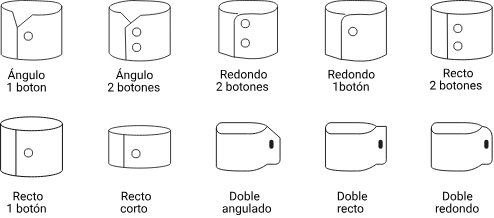 Ángulo
1 boton
Ángulo
2 botones
Redondo
2 botones
Redondo
1botón
Recto
2 botones
Recto
1 botón
Recto
corto
Doble
angulado
Doble
recto
Doble
redondo